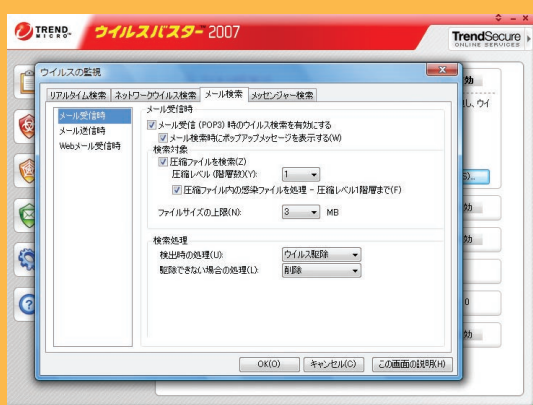 TREND MICRO ウイルスバスター 2007
TrendSecure
ONLINE SERVICES
ウイルスの監視
リアルタイム検索 ネットワークウイルス検索 メール検索 メッセンジャー検索
メール受信時
メール送信時
Webメール受信時
メール受信時
メール受信 (POP3) 時のウイルス検索を有効にする
メール検索時にポップアップメッセージを表示する(W)
検索対象
圧縮ファイルを検索(Z)
圧縮レベル (階層数)(Y): 1
圧縮ファイル内の感染ファイルを処理 - 圧縮レベル1階層まで(F)
ファイルサイズの上限(N): 3 MB
検索処理
検出時の処理(U): ウイルス駆除
駆除できない場合の処理(L): 削除
OK(O) キャンセル(C) この画面の説明(H)